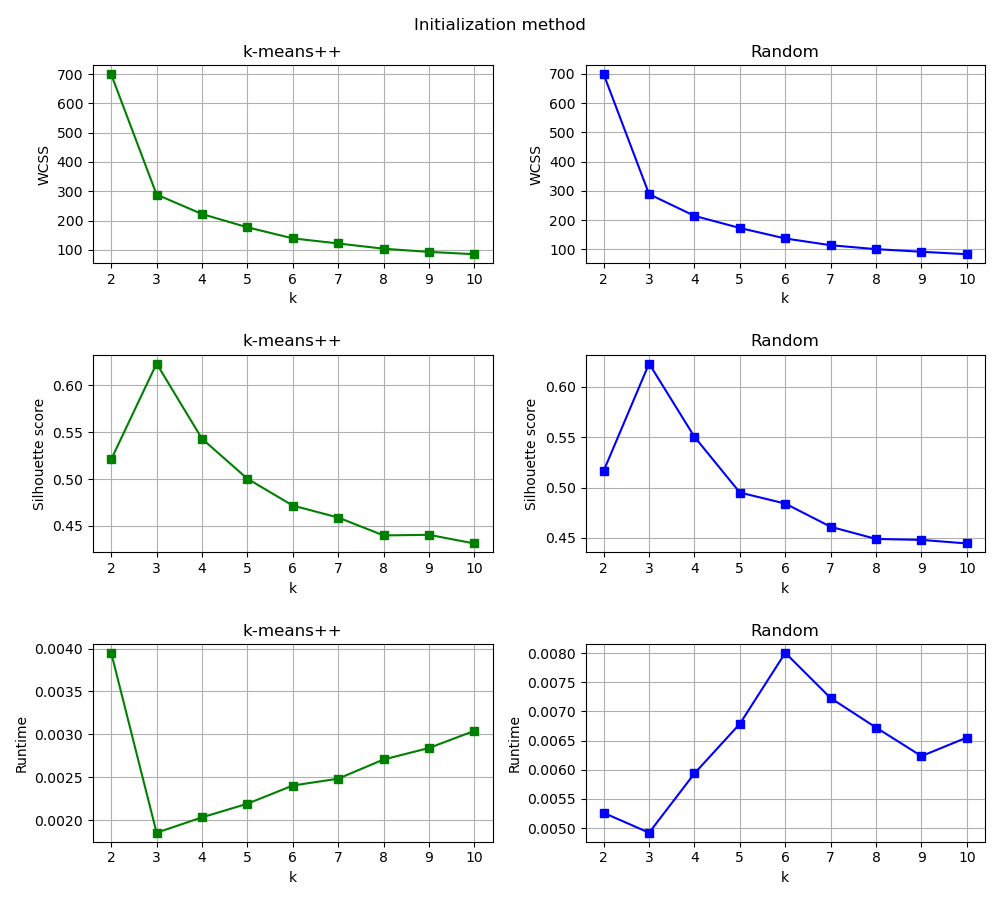 Initialization method
k-means++
700
600
500
400
300
200
100
WCSS
2 3 4 5 6 7 8 9 10
k
Random
700
600
500
400
300
200
100
WCSS
2 3 4 5 6 7 8 9 10
k
k-means++
0.60
0.55
0.50
0.45
Silhouette score
2 3 4 5 6 7 8 9 10
k
Random
0.60
0.55
0.50
0.45
Silhouette score
2 3 4 5 6 7 8 9 10
k
k-means++
0.0040
0.0035
0.0030
0.0025
0.0020
Runtime
2 3 4 5 6 7 8 9 10
k
Random
0.0080
0.0075
0.0070
0.0065
0.0060
0.0055
0.0050
Runtime
2 3 4 5 6 7 8 9 10
k